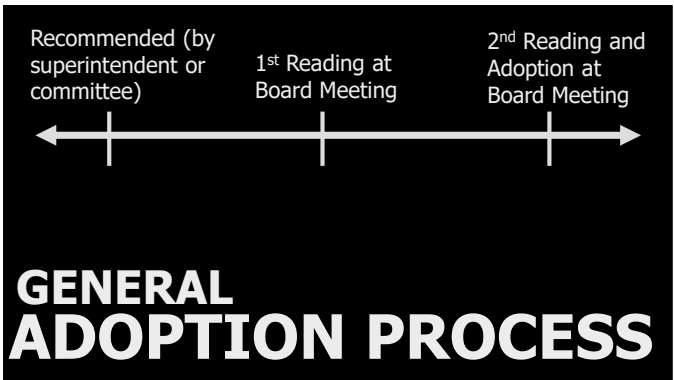 Recommended (by
superintendent or
committee)
1st Reading at
Board Meeting
2nd Reading and
Adoption at
Board Meeting
GENERAL
ADOPTION PROCESS